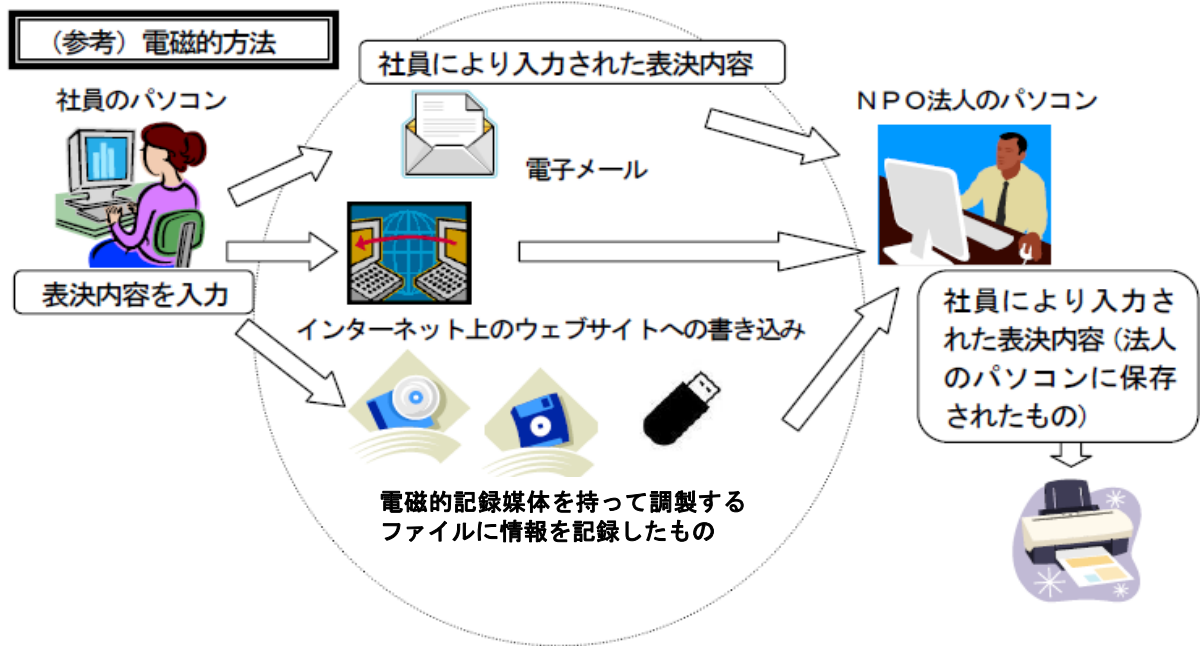 （参考）電磁的方法
社員により入力された表決内容
社員のパソコン
ＮＰＯ法人のパソコン
電子メール
表決内容を入力
インターネット上のウェブサイトへの書き込み
社員により入力さ
れた表決内容（法人
のパソコンに保存
されたもの）
電磁的記録媒体を持って調製する
ファイルに情報を記録したもの